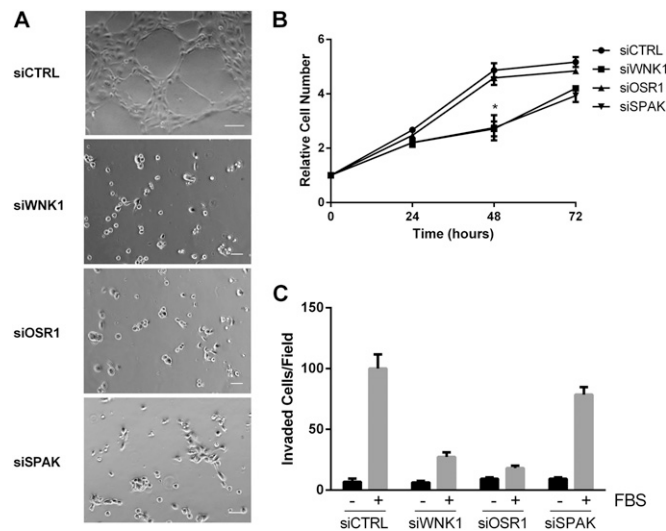 A
siCTRL
siWNK1
siOSR1
siSPAK
B
Relative Cell Number
6
4
2
0
0 24 48 72
*
Time (hours)
siCTRL
siWNK1
siOSR1
siSPAK
C
Invaded Cells/Field
150
100
50
0
- + - + - + - + FBS
siCTRL siWNK1 siOSR1 siSPAK